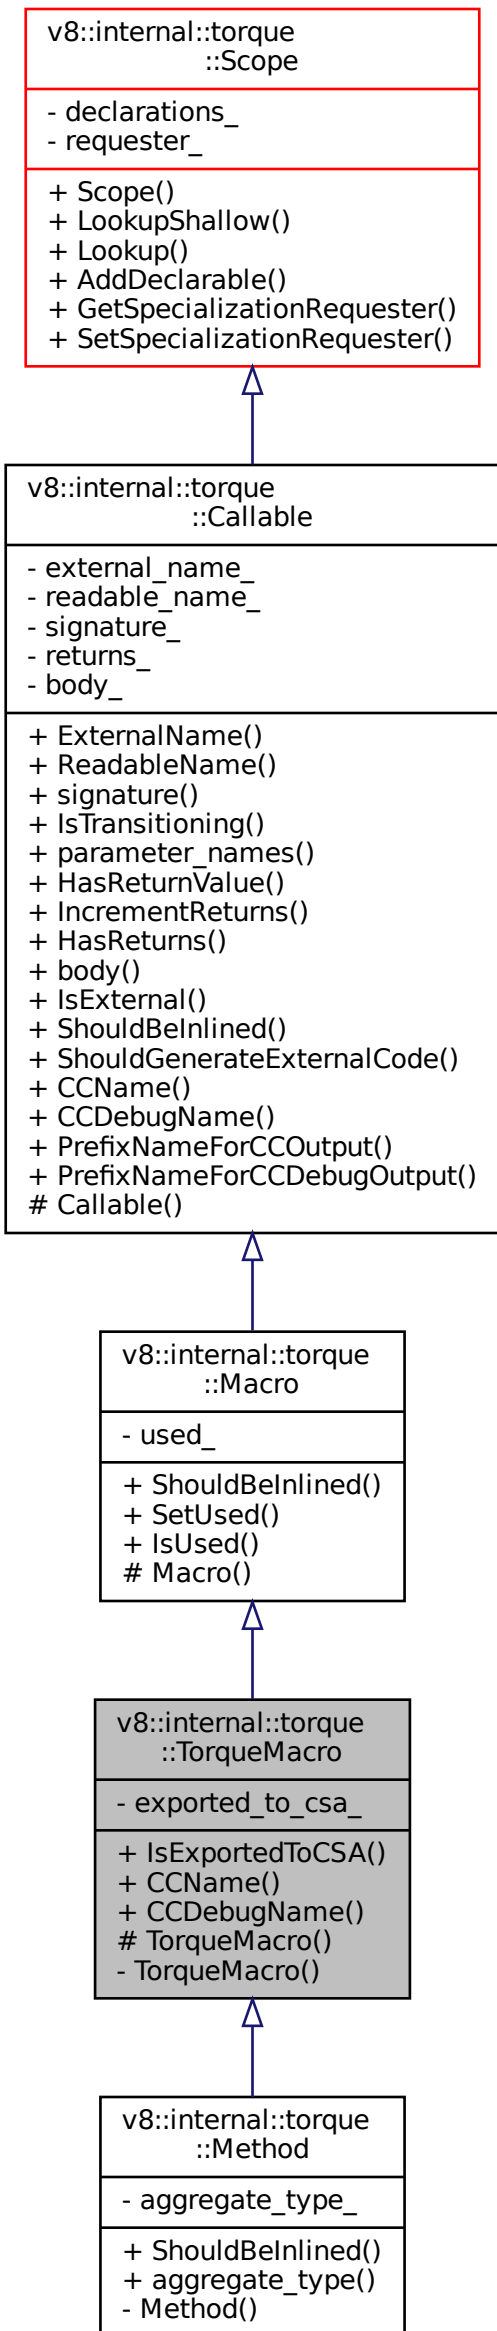 v8::internal::torque
::Scope
- declarations_
- requester_
+ Scope()
+ LookupShallow()
+ Lookup()
+ AddDeclarable()
+ GetSpecializationRequester()
+ SetSpecializationRequester()
v8::internal::torque
::Callable
- external_name_
- readable_name_
- signature_
- returns_
- body_
+ ExternalName()
+ ReadableName()
+ signature()
+ IsTransitioning()
+ parameter_names()
+ HasReturnValue()
+ IncrementReturns()
+ HasReturns()
+ body()
+ IsExternal()
+ ShouldBeInlined()
+ ShouldGenerateExternalCode()
+ CCName()
+ CCDebugName()
+ PrefixNameForCCOutput()
+ PrefixNameForCCDebugOutput()
# Callable()
v8::internal::torque
::Macro
- used_
+ ShouldBeInlined()
+ SetUsed()
+ IsUsed()
# Macro()
v8::internal::torque
::TorqueMacro
- exported_to_csa_
+ IsExportedToCSA()
+ CCName()
+ CCDebugName()
# TorqueMacro()
- TorqueMacro()
v8::internal::torque
::Method
- aggregate_type_
+ ShouldBeInlined()
+ aggregate_type()
- Method()